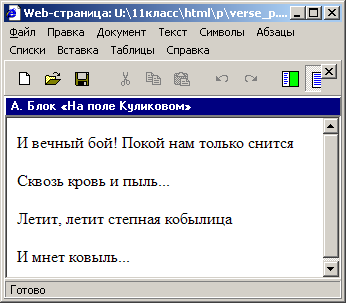 Web-страница: U:\11класс\html\p\verse_p....
Файл Правка Документ Текст Символы Абзацы
Списки Вставка Таблицы Справка
А. Блок «На поле Куликовом»
И вечный бой! Покой нам только снится
Сквозь кровь и пыль...
Летит, летит степная кобылица
И мнет ковыль...
Готово